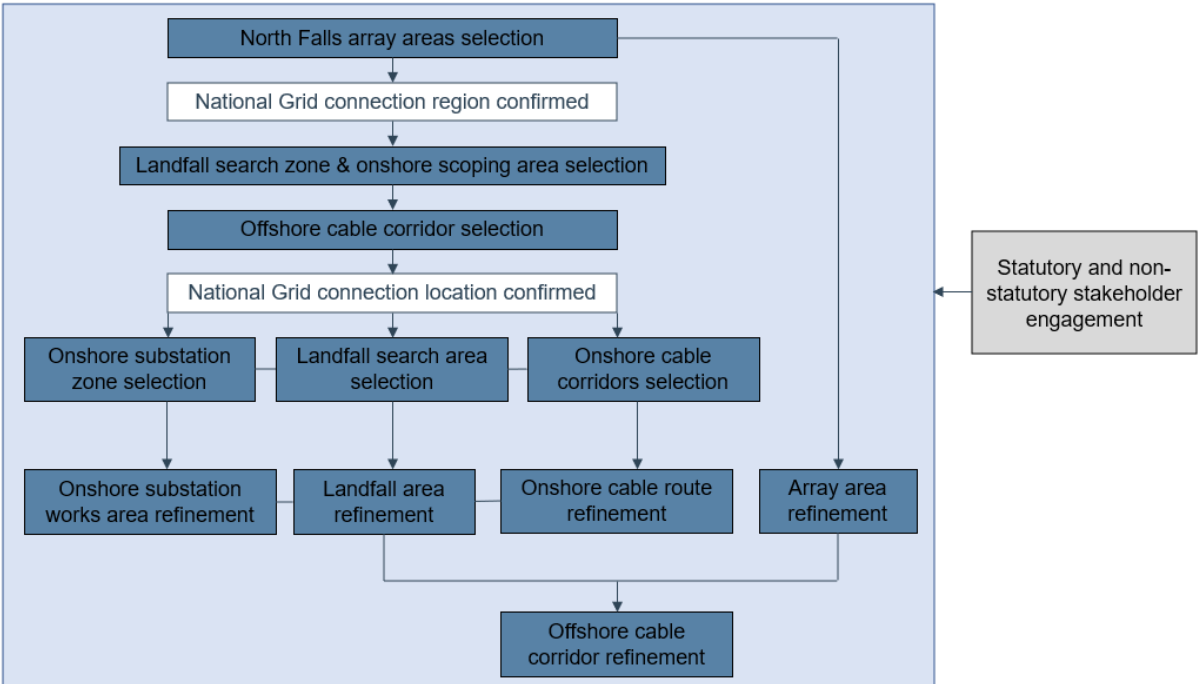 North Falls array areas selection
National Grid connection region confirmed
Landfall search zone & onshore scoping area selection
Offshore cable corridor selection
National Grid connection location confirmed
Statutory and non-
statutory stakeholder
engagement
Onshore substation
zone selection
Landfall search area
selection
Onshore cable
corridors selection
Onshore substation
works area refinement
Landfall area
refinement
Onshore cable route
refinement
Array area
refinement
Offshore cable
corridor refinement